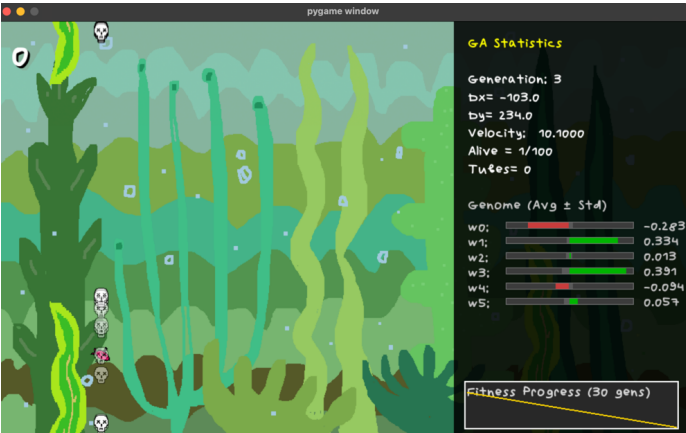 pygame window
0
GA Statistics
Generation: 3
dx= -103.0
dy= 234.0
Velocity: 10.1000
Alive = 1/100
Tubes= 0
Genome (Avg ± Std)
w0: -0.283
w1: 0.334
w2: 0.013
w3: 0.391
w4: -0.094
w5: 0.057
Fitness Progress (30 gens)